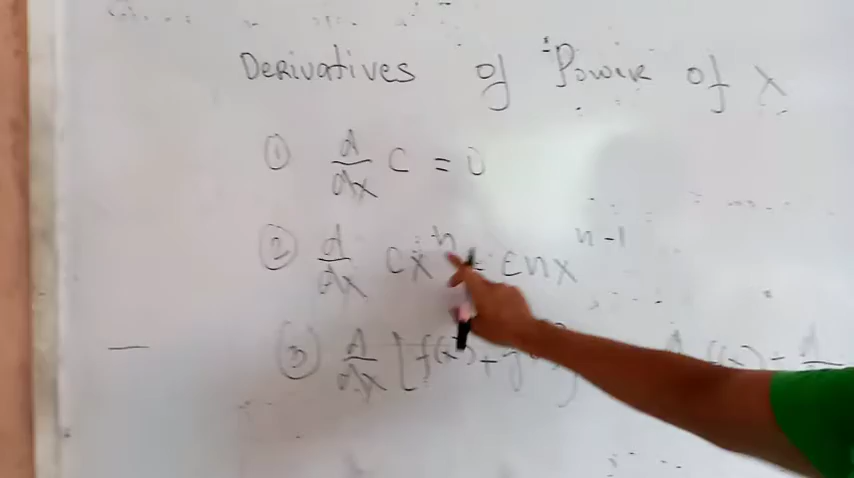 Derivatives of Power of X
① d/dx C = 0
② d/dx Cx^n = Cnx^n-1
③ d/dx [f(x) + g